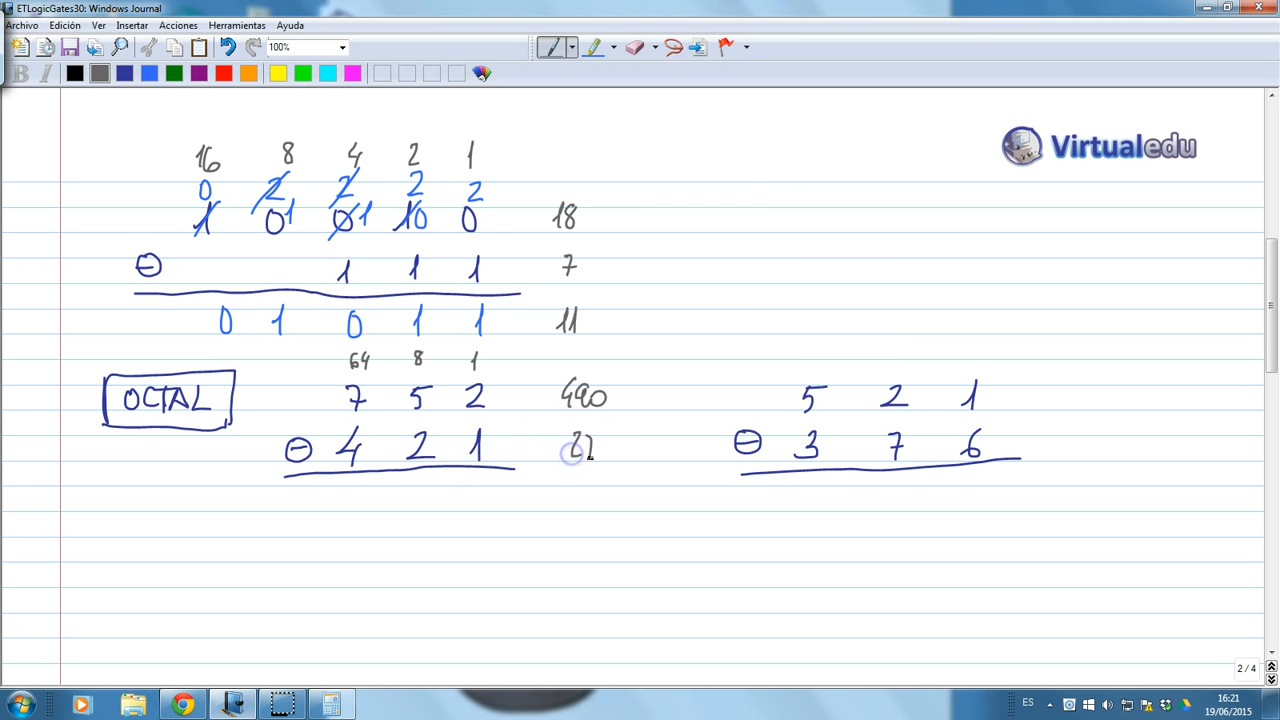 ETLogicGates30: Windows Journal
Archivo Edición Ver Insertar Acciones Herramientas Ayuda
100%
B I
Virtualedu
16 8 4 2 1
0 2 2 2 2
1 0 1 0 1 1 0 0 18
⊖ 1 1 1 7
0 1 0 1 1 11
64 8 1
OCTAL 7 5 2 490
⊖ 4 2 1
5 2 1
⊖ 3 7 6
2 / 4
ES
16:21
19/06/2015